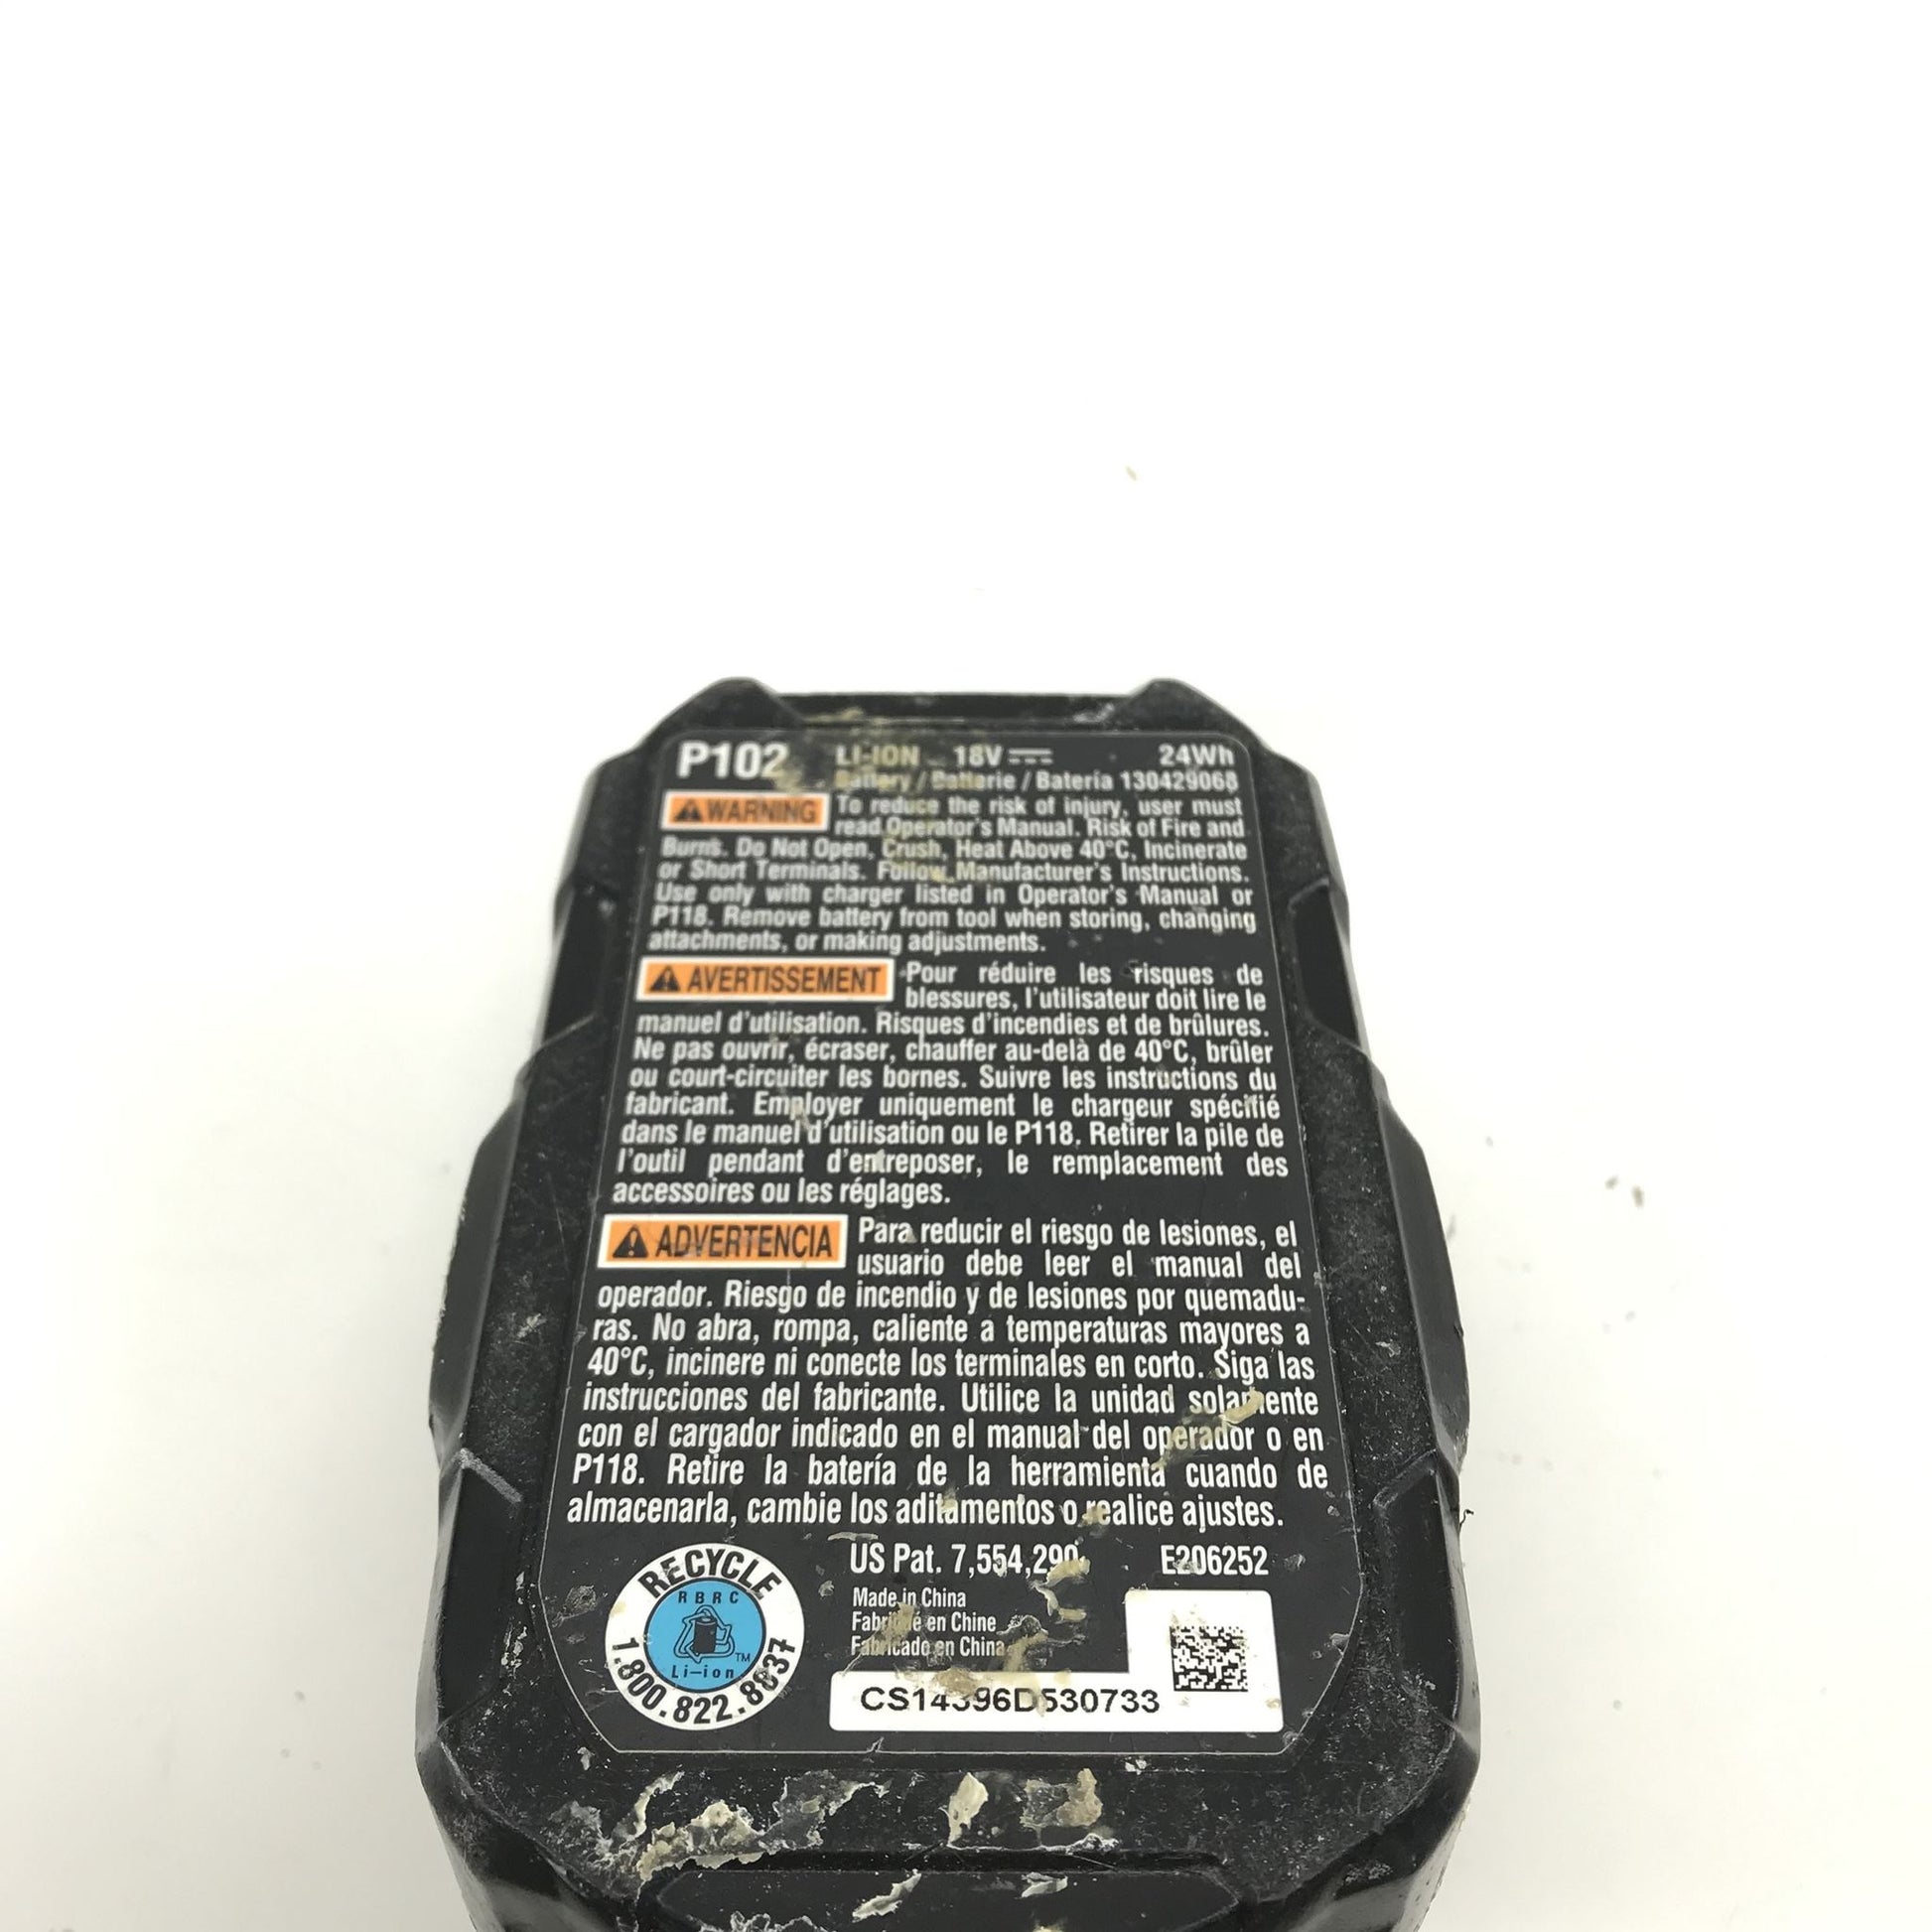 P102 LI-ION 18V 24Wh
Battery / Batterie / Batería 130429068
WARNING To reduce the risk of injury, user must
read Operator's Manual. Risk of Fire and
Burns. Do Not Open, Crush, Heat Above 40°C, Incinerate
or Short Terminals. Follow Manufacturer's Instructions.
Use only with charger listed in Operator's Manual or
P118. Remove battery from tool when storing, changing
attachments, or making adjustments.
AVERTISSEMENT Pour réduire les risques de
blessures, l'utilisateur doit lire le
manuel d'utilisation. Risques d'incendies et de brûlures.
Ne pas ouvrir, écraser, chauffer au-delà de 40°C, brûler
ou court-circuiter les bornes. Suivre les instructions du
fabricant. Employer uniquement le chargeur spécifié
dans le manuel d'utilisation ou le P118. Retirer la pile de
l'outil pendant d'entreposer, le remplacement des
accessoires ou les réglages.
ADVERTENCIA Para reducir el riesgo de lesiones, el
usuario debe leer el manual del
operador. Riesgo de incendio y de lesiones por quemadu-
ras. No abra, rompa, caliente a temperaturas mayores a
40°C, incinere ni conecte los terminales en corto. Siga las
instrucciones del fabricante. Utilice la unidad solamente
con el cargador indicado en el manual del operador o en
P118. Retire la batería de la herramienta cuando de
almacenarla, cambie los aditamentos o realice ajustes.
US Pat. 7,554,290 E206252
Made in China
Fabriqué en Chine
Fabricado en China
CS14396D530733
RECYCLE
RBRC
TM
Li-ion
1.800.822.8837